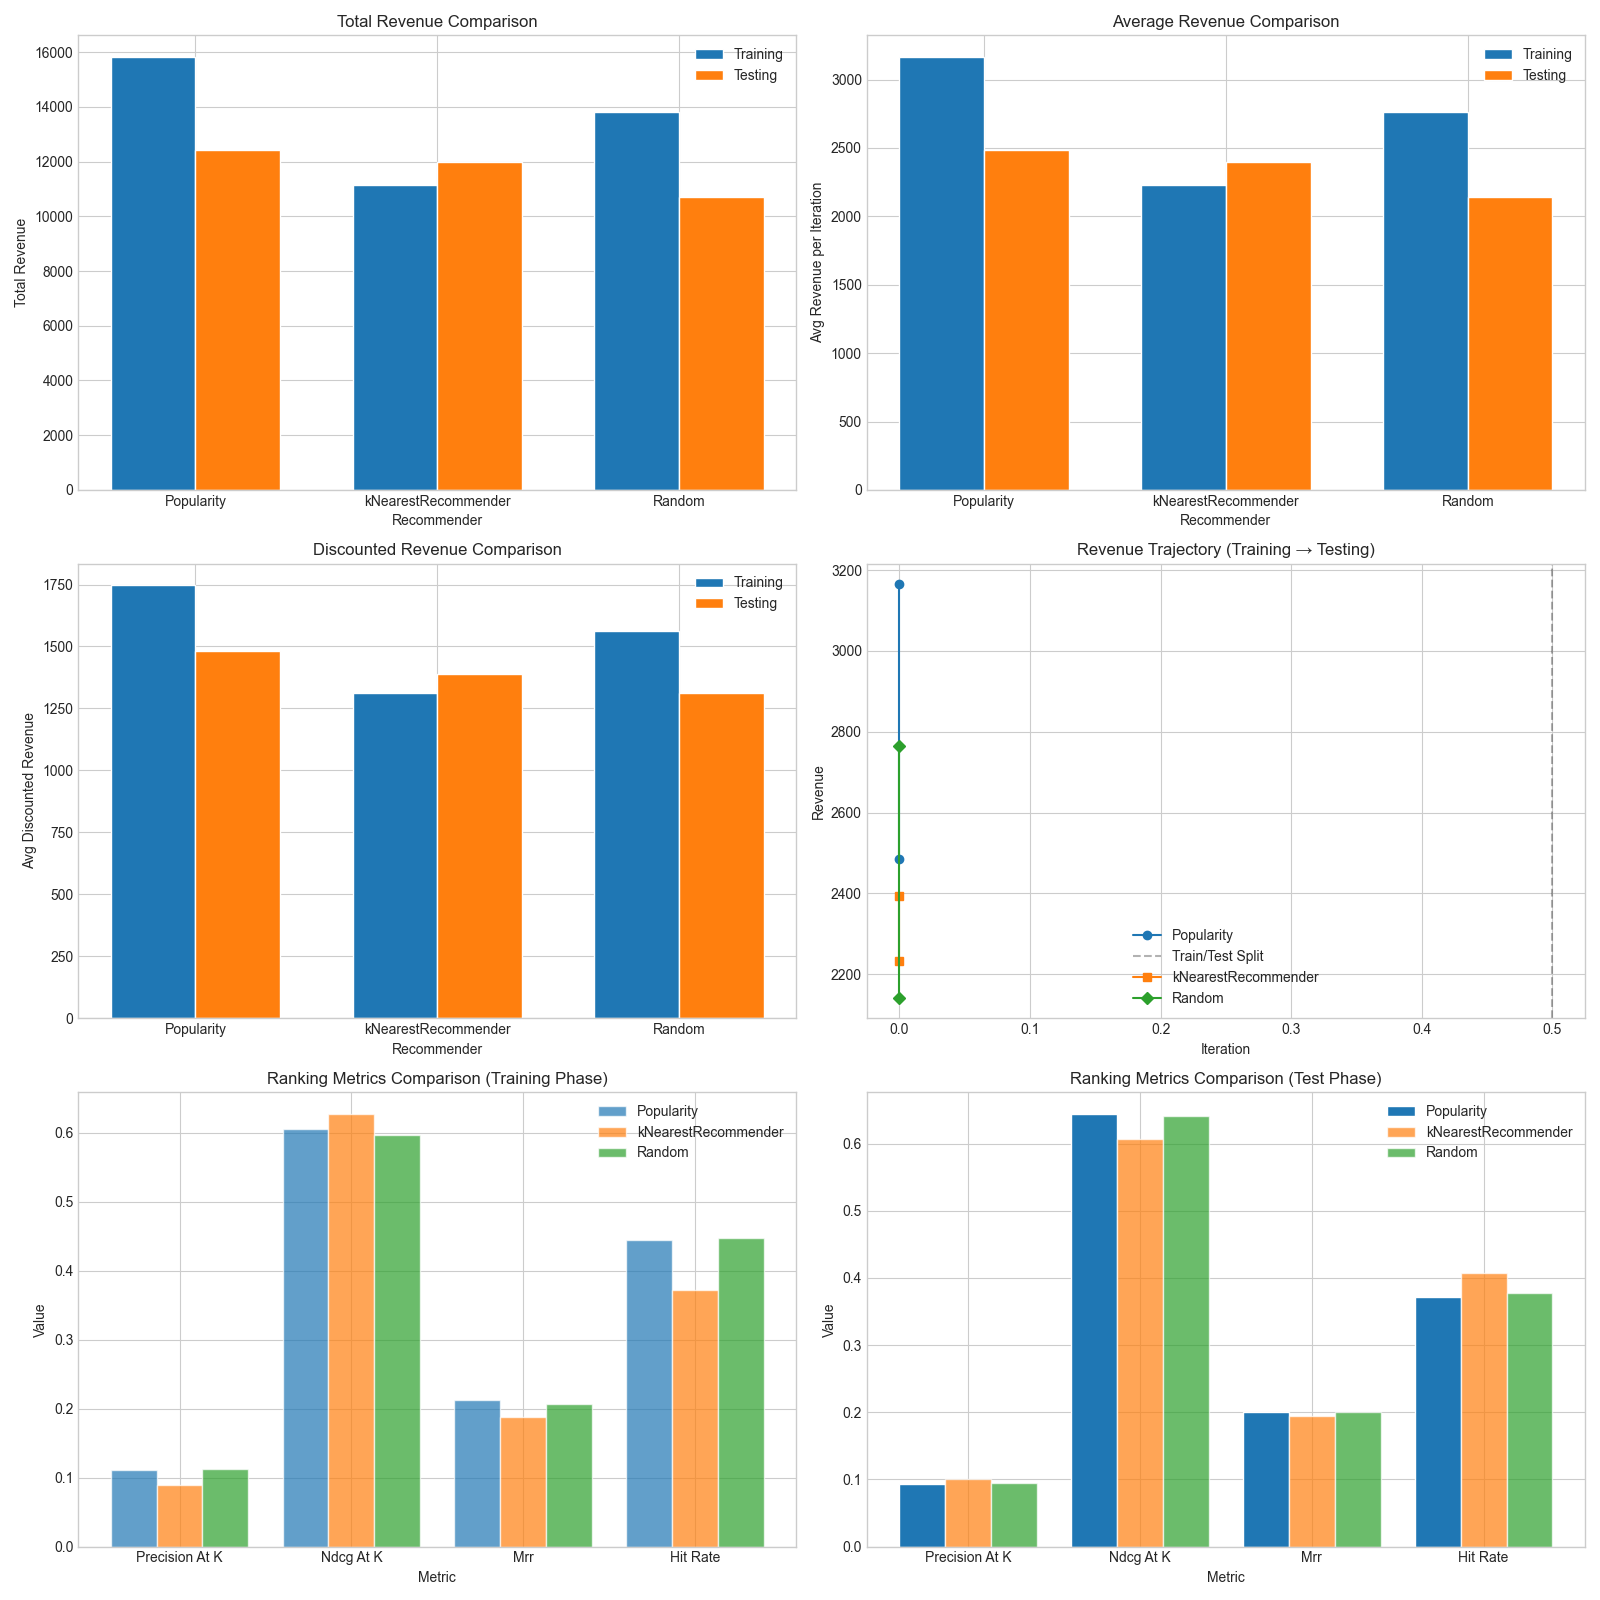 Total Revenue Comparison
Total Revenue
16000
14000
12000
10000
8000
6000
4000
2000
0
Training
Testing
Popularity
kNearestRecommender
Random
Recommender
Average Revenue Comparison
Avg Revenue per Iteration
3000
2500
2000
1500
1000
500
0
Training
Testing
Popularity
kNearestRecommender
Random
Recommender
Discounted Revenue Comparison
Avg Discounted Revenue
1750
1500
1250
1000
750
500
250
0
Training
Testing
Popularity
kNearestRecommender
Random
Recommender
Revenue Trajectory (Training → Testing)
Revenue
3200
3000
2800
2600
2400
2200
Popularity
Train/Test Split
kNearestRecommender
Random
0.0 0.1 0.2 0.3 0.4 0.5
Iteration
Ranking Metrics Comparison (Training Phase)
Value
0.6
0.5
0.4
0.3
0.2
0.1
0.0
Popularity
kNearestRecommender
Random
Precision At K
Ndcg At K
Mrr
Hit Rate
Metric
Ranking Metrics Comparison (Test Phase)
Value
0.6
0.5
0.4
0.3
0.2
0.1
0.0
Popularity
kNearestRecommender
Random
Precision At K
Ndcg At K
Mrr
Hit Rate
Metric